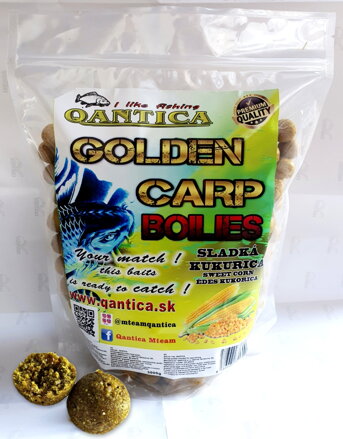 I like fishing
QANTICA
PREMIUM
QUALITY
GOLDEN
CARP
BOILIES
SLADKÁ
KUKURICA
SWEET CORN
ÉDES KUKORICA
Your match !
this baits
is ready to catch !
www.qantica.sk
@mteamqantica
Qantica Mteam